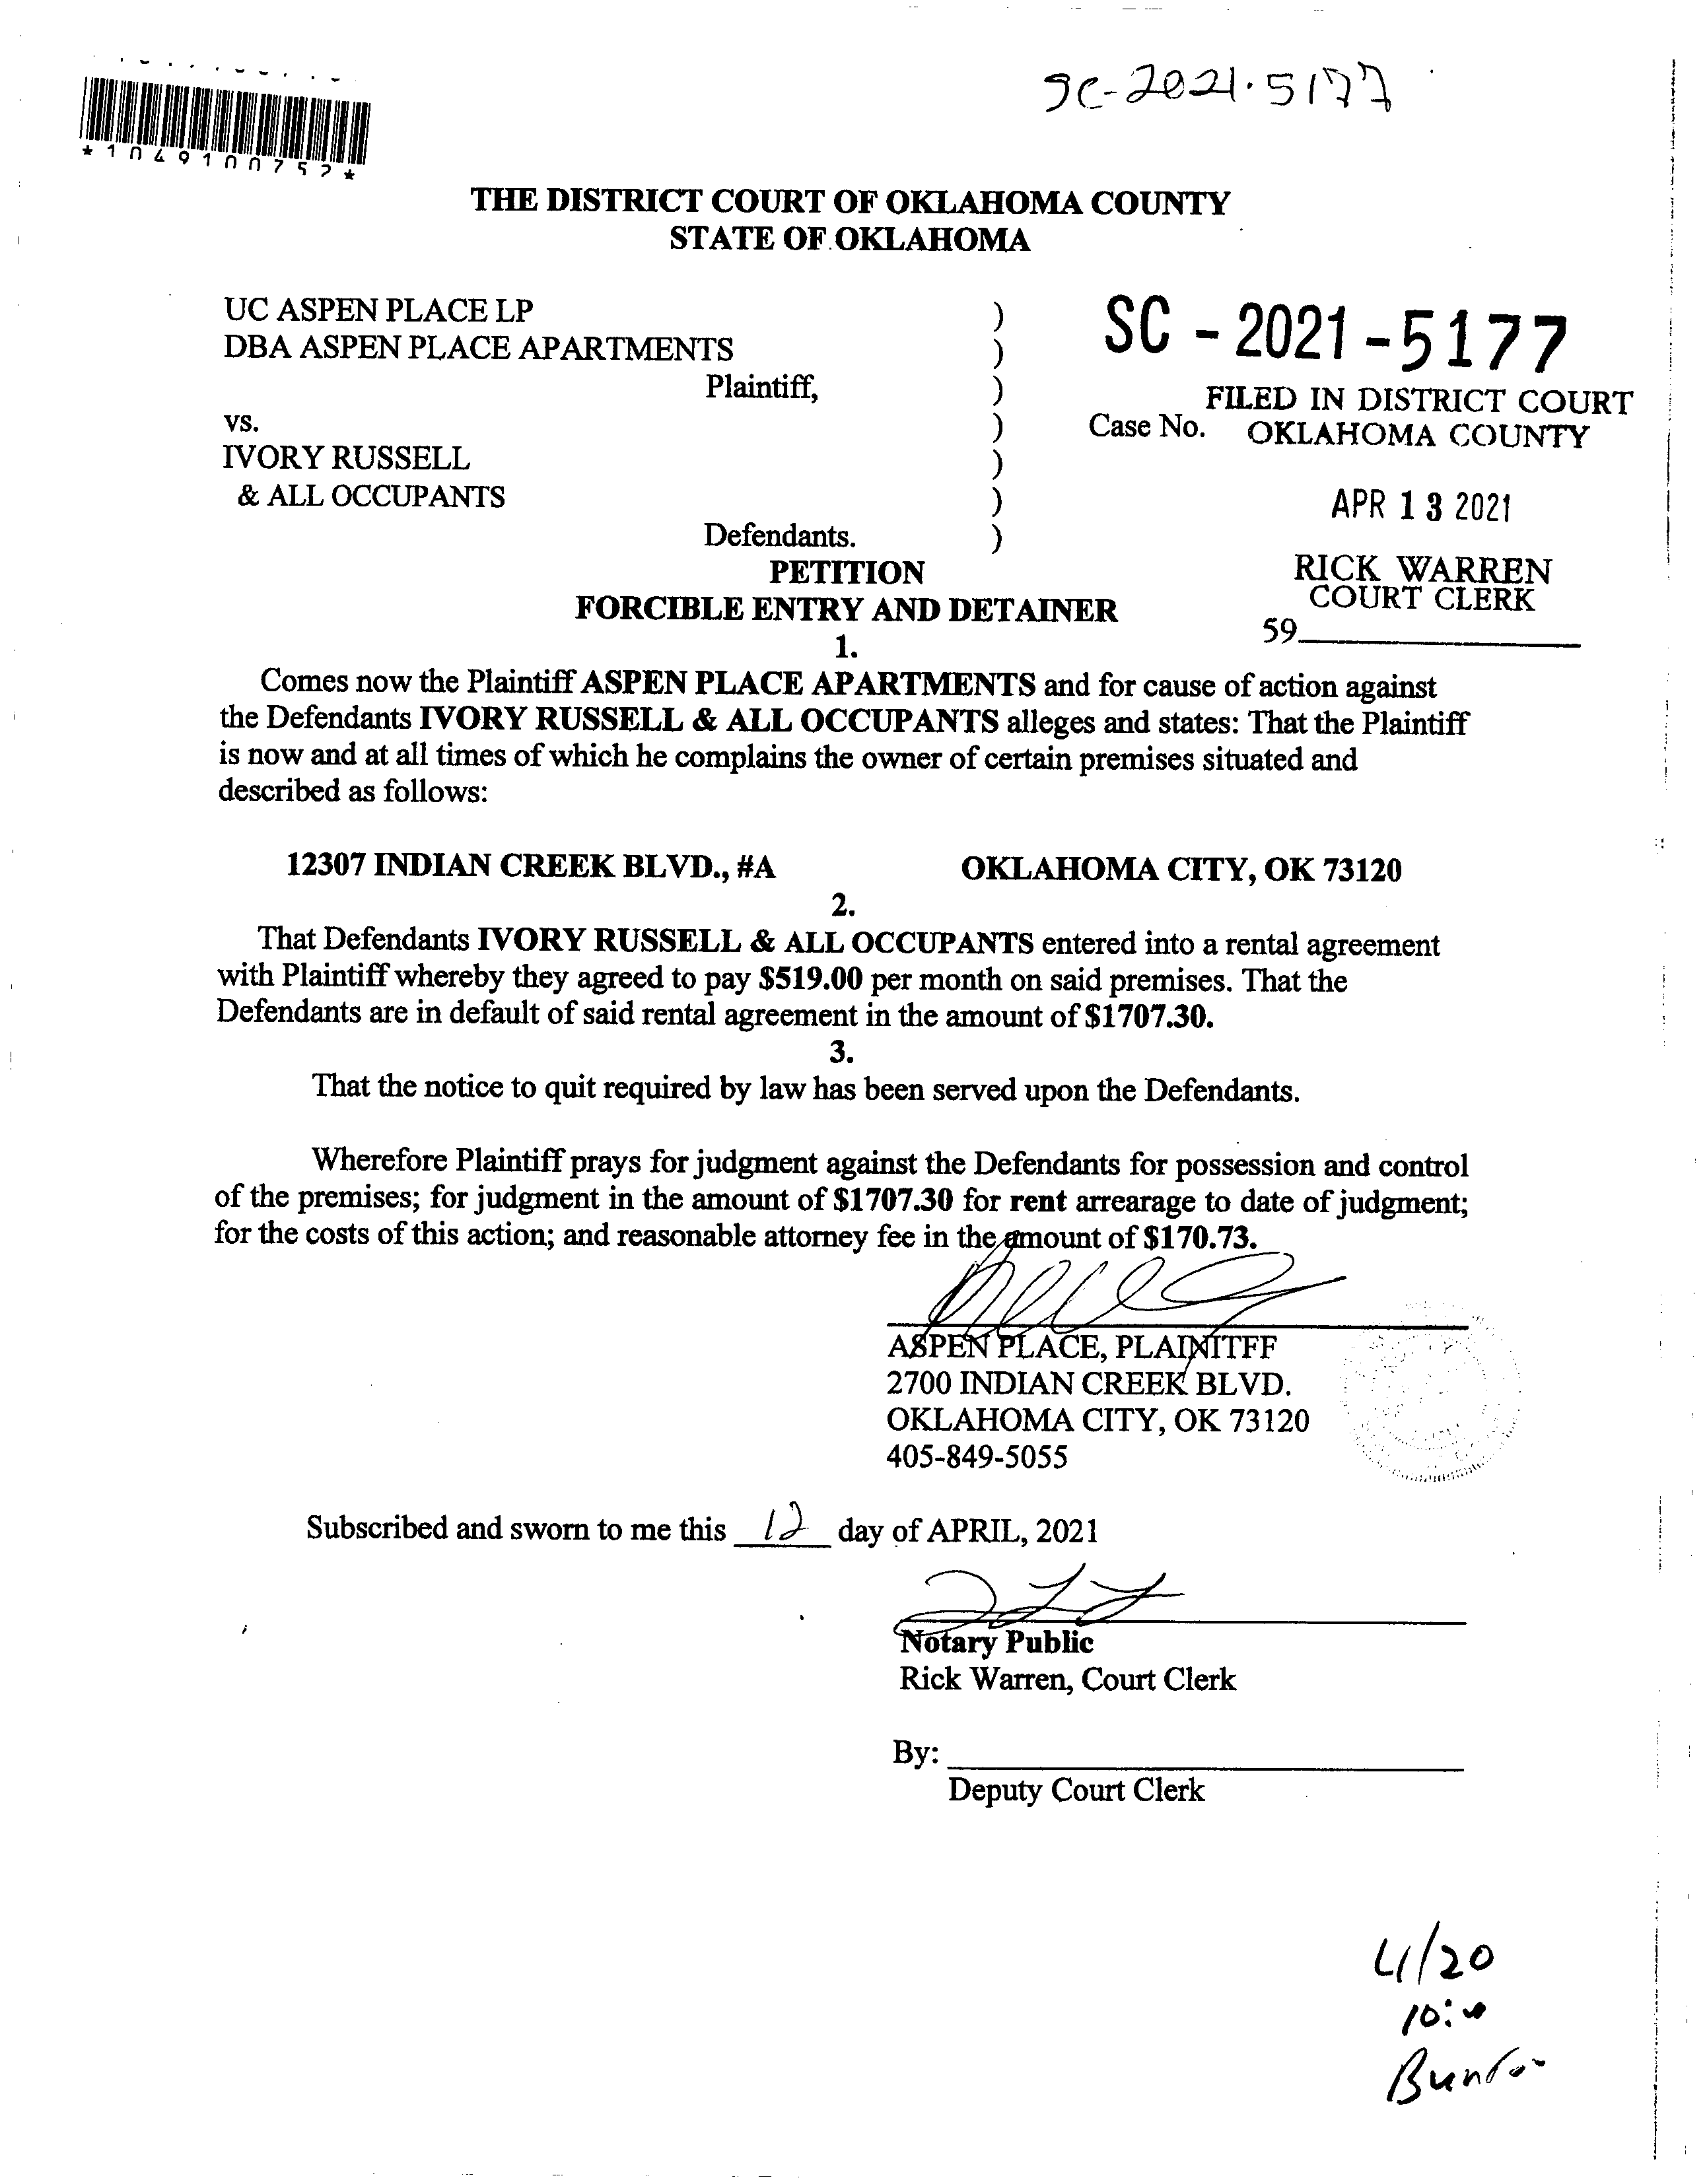 SC-2021-5177
*1049100752*
THE DISTRICT COURT OF OKLAHOMA COUNTY
STATE OF OKLAHOMA
UC ASPEN PLACE LP )
DBA ASPEN PLACE APARTMENTS )
Plaintiff, )
vs. )
IVORY RUSSELL )
& ALL OCCUPANTS )
Defendants. )
SC-2021-5177
FILED IN DISTRICT COURT
Case No. OKLAHOMA COUNTY
APR 13 2021
RICK WARREN
COURT CLERK
59
PETITION
FORCIBLE ENTRY AND DETAINER
1.
Comes now the Plaintiff ASPEN PLACE APARTMENTS and for cause of action against
the Defendants IVORY RUSSELL & ALL OCCUPANTS alleges and states: That the Plaintiff
is now and at all times of which he complains the owner of certain premises situated and
described as follows:
12307 INDIAN CREEK BLVD., #A OKLAHOMA CITY, OK 73120
2.
That Defendants IVORY RUSSELL & ALL OCCUPANTS entered into a rental agreement
with Plaintiff whereby they agreed to pay $519.00 per month on said premises. That the
Defendants are in default of said rental agreement in the amount of $1707.30.
3.
That the notice to quit required by law has been served upon the Defendants.
Wherefore Plaintiff prays for judgment against the Defendants for possession and control
of the premises; for judgment in the amount of $1707.30 for rent arrearage to date of judgment;
for the costs of this action; and reasonable attorney fee in the amount of $170.73.
ASPEN PLACE, PLAINITFF
2700 INDIAN CREEK BLVD.
OKLAHOMA CITY, OK 73120
405-849-5055
Subscribed and sworn to me this 12 day of APRIL, 2021
Notary Public
Rick Warren, Court Clerk
By:
Deputy Court Clerk
4/20